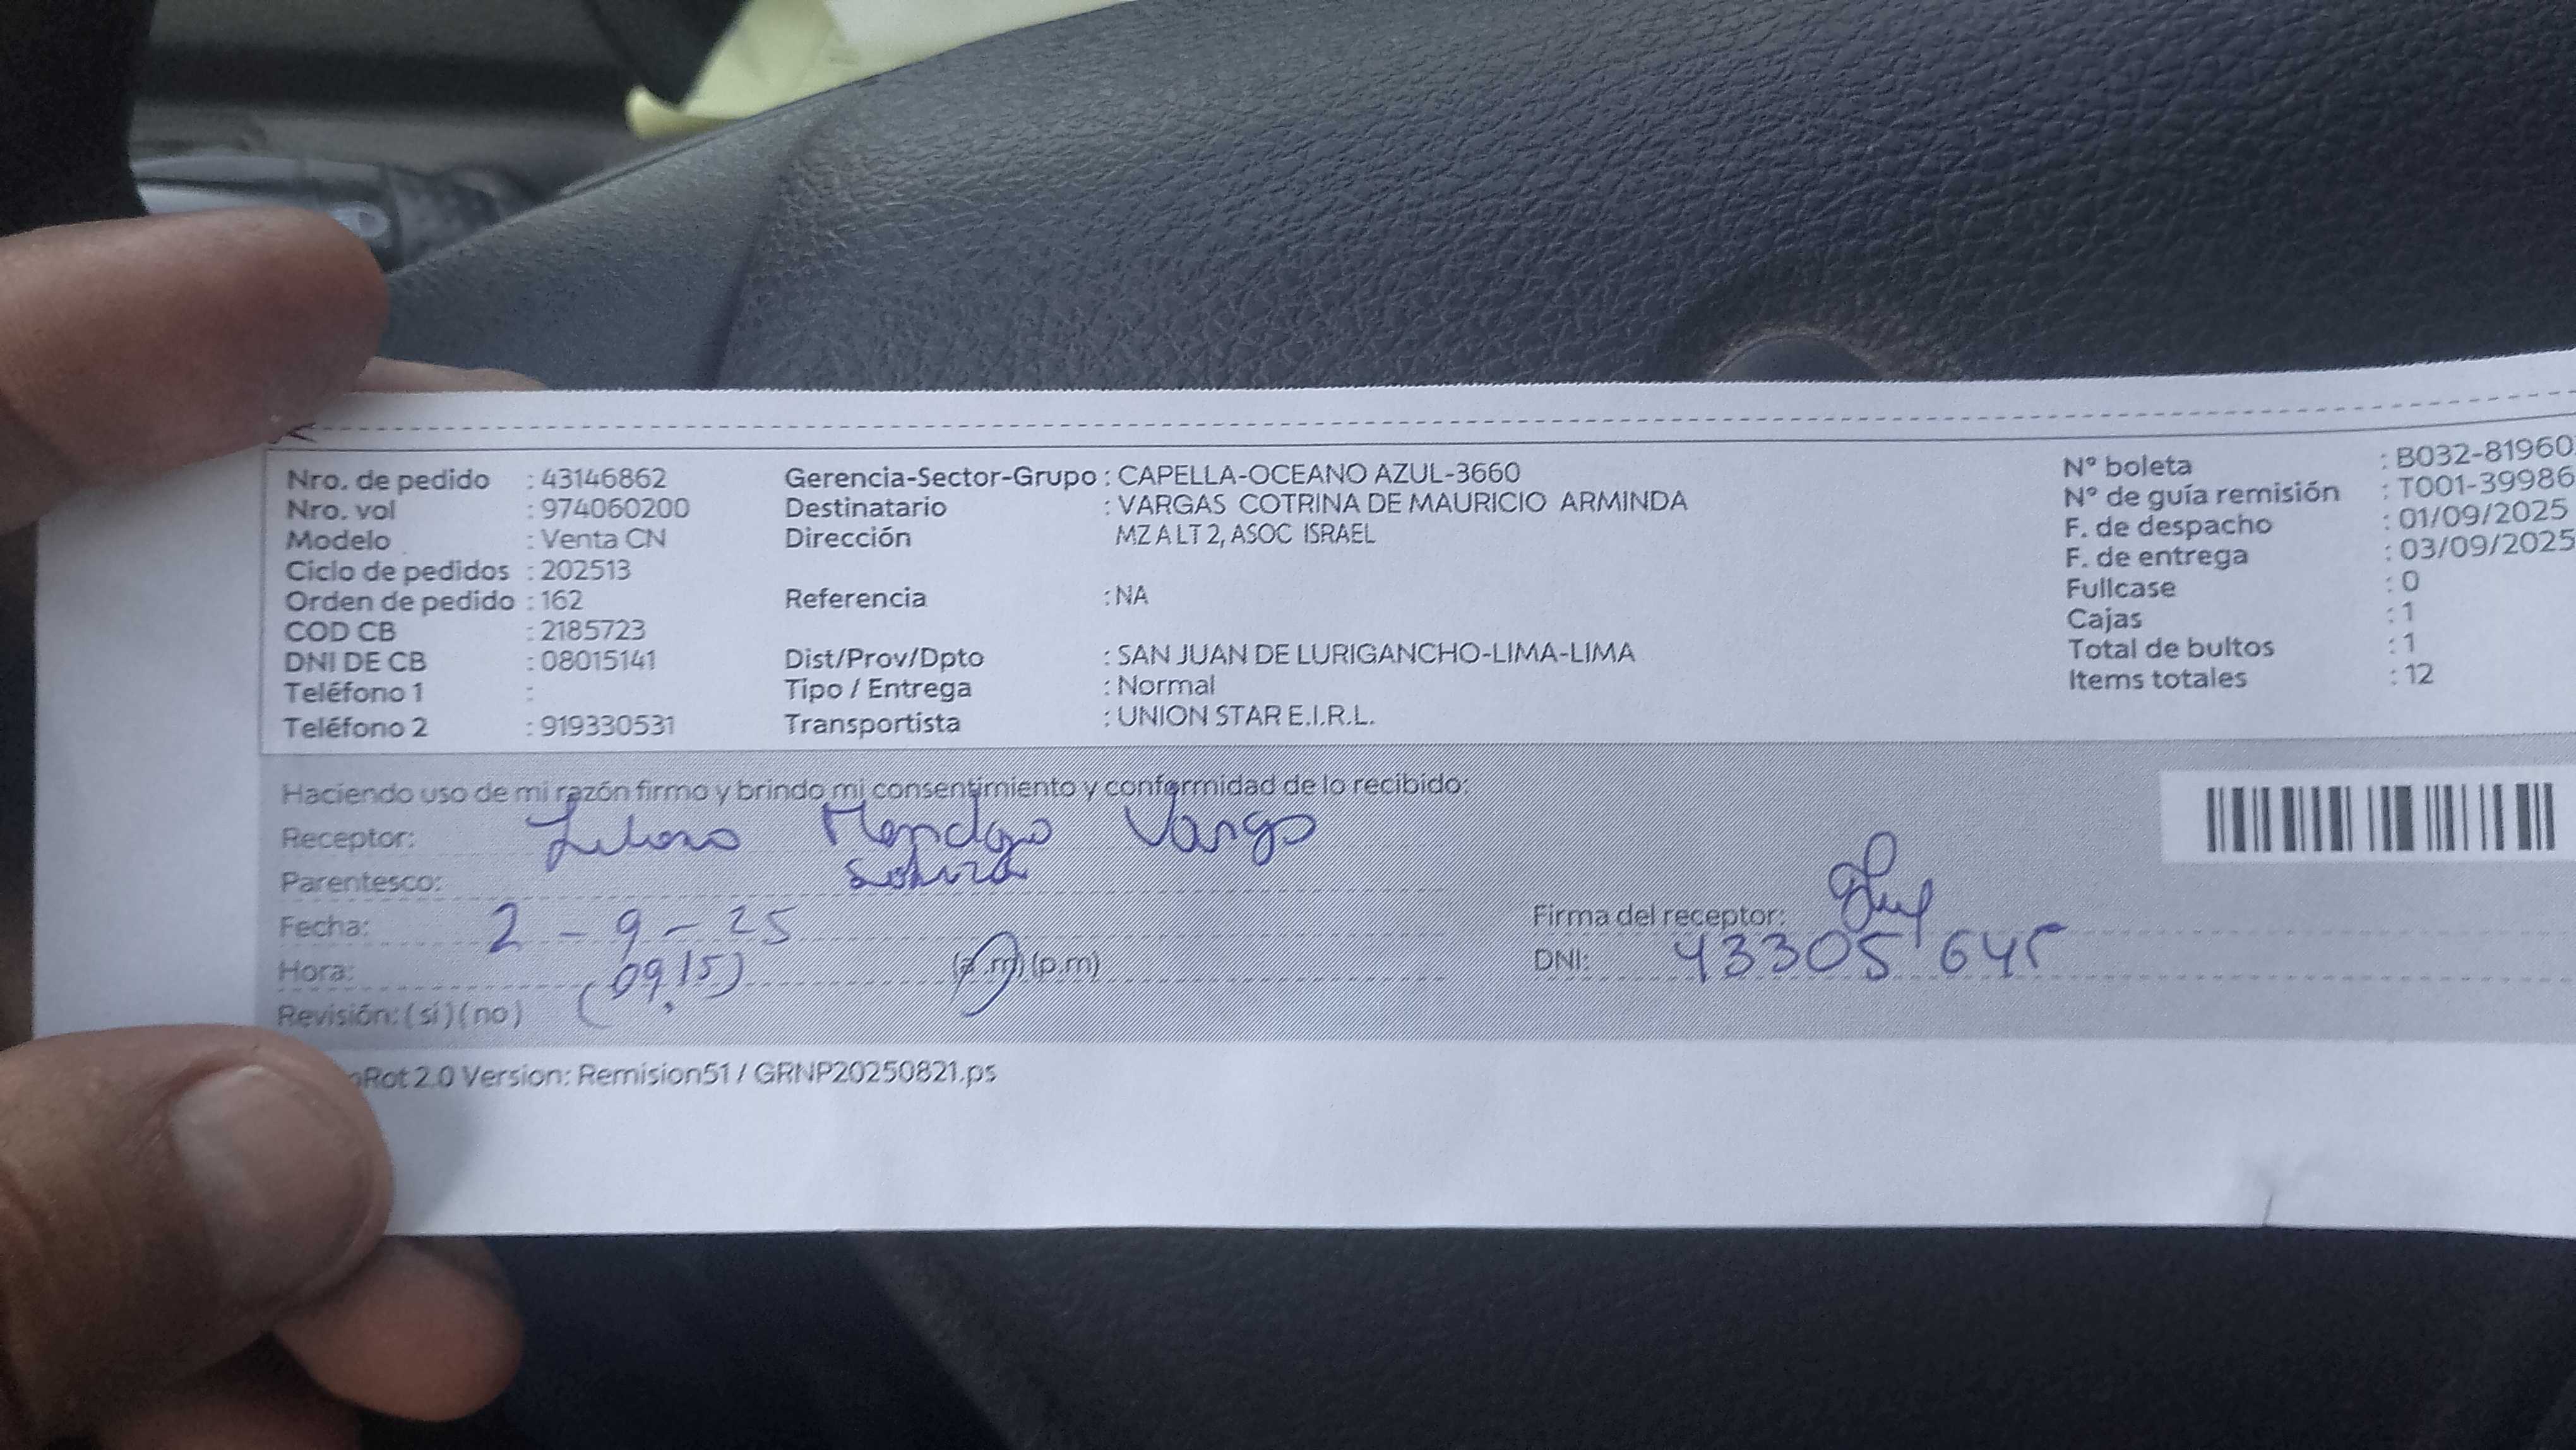 Nro. de pedido : 43146862 Gerencia-Sector-Grupo : CAPELLA-OCEANO AZUL-3660 N° boleta : B032-81960
Nro. vol : 974060200 Destinatario : VARGAS COTRINA DE MAURICIO ARMINDA N° de guía remisión : T001-39986
Modelo : Venta CN Dirección MZ A LT 2, ASOC ISRAEL F. de despacho : 01/09/2025
Ciclo de pedidos : 202513 F. de entrega : 03/09/2025
Orden de pedido : 162 Referencia : NA Fullcase : 0
COD CB : 2185723 Cajas : 1
DNI DE CB : 08015141 Dist/Prov/Dpto : SAN JUAN DE LURIGANCHO-LIMA-LIMA Total de bultos : 1
Teléfono 1 : Tipo / Entrega : Normal Items totales : 12
Teléfono 2 : 919330531 Transportista : UNION STAR E.I.R.L.
Haciendo uso de mi razón firmo y brindo mi consentimiento y conformidad de lo recibido:
Receptor: Vargas
Parentesco:
Fecha: 2 - 9 - 25 Firma del receptor:
Hora: (09:15) (a.m) (p.m) DNI: 43305645
Revisión: (si) (no)
Rot 2.0 Version: Remision51 / GRNP20250821.ps